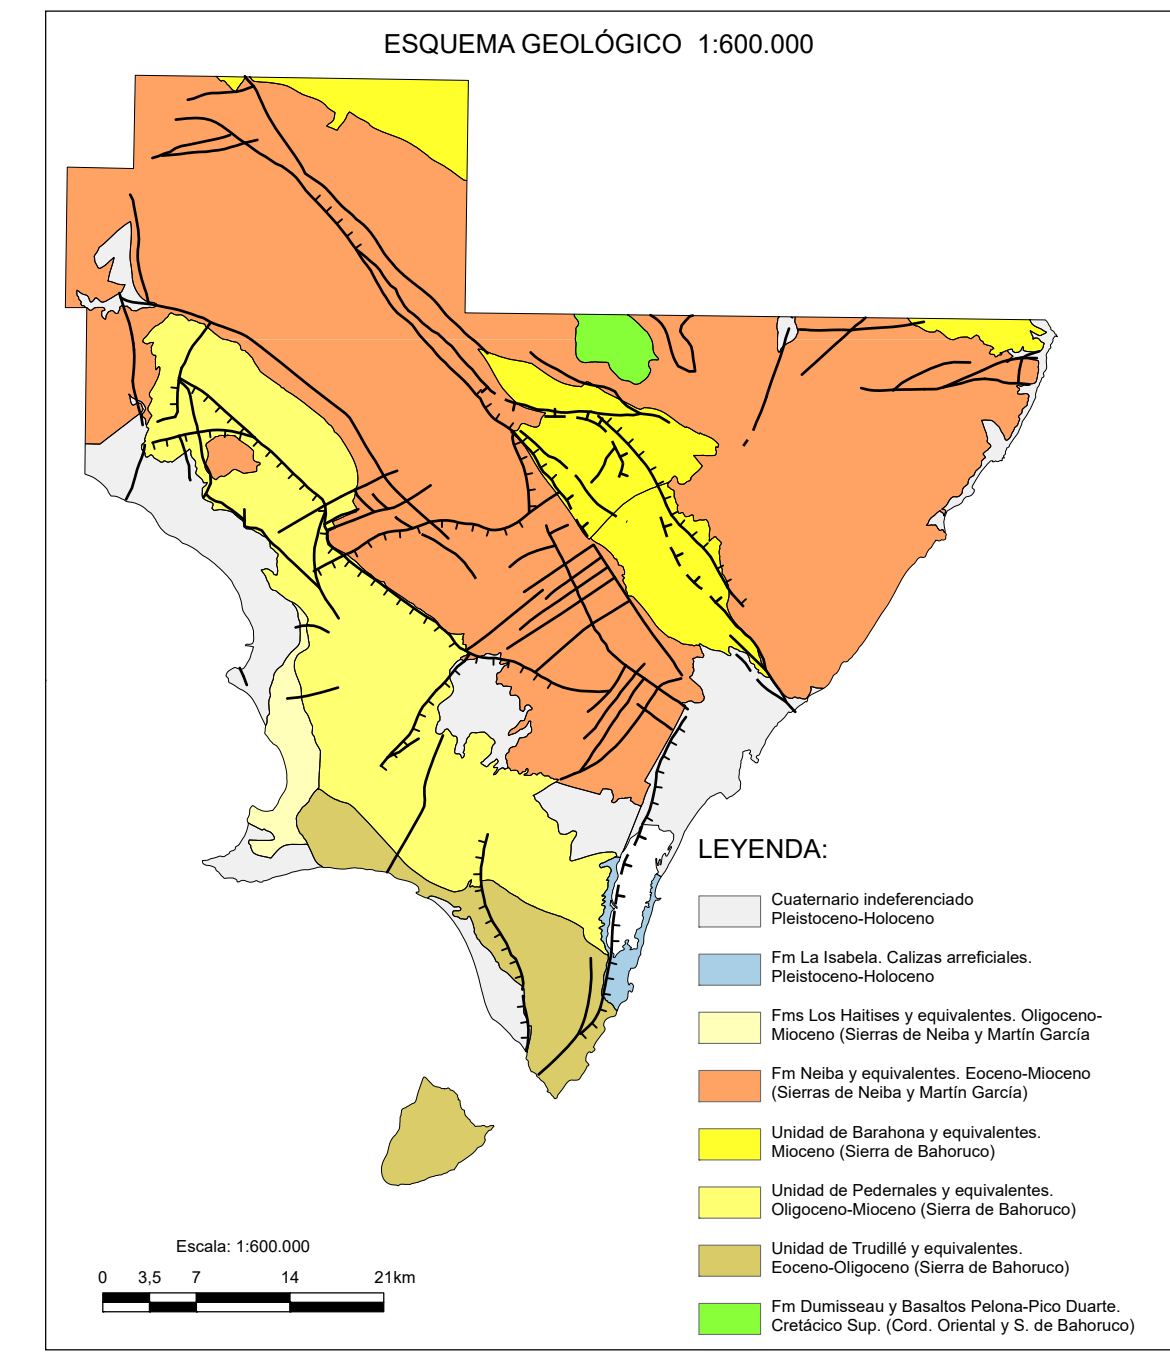 ESQUEMA GEOLÓGICO 1:600.000
LEYENDA:
Cuaternario indeferenciado
Pleistoceno-Holoceno
Fm La Isabela. Calizas arreficiales.
Pleistoceno-Holoceno
Fms Los Haitises y equivalentes. Oligoceno-
Mioceno (Sierras de Neiba y Martín García
Fm Neiba y equivalentes. Eoceno-Mioceno
(Sierras de Neiba y Martín García)
Unidad de Barahona y equivalentes.
Mioceno (Sierra de Bahoruco)
Unidad de Pedernales y equivalentes.
Oligoceno-Mioceno (Sierra de Bahoruco)
Unidad de Trudillé y equivalentes.
Eoceno-Oligoceno (Sierra de Bahoruco)
Fm Dumisseau y Basaltos Pelona-Pico Duarte.
Cretácico Sup. (Cord. Oriental y S. de Bahoruco)
Escala: 1:600.000
0 3,5 7 14 21km